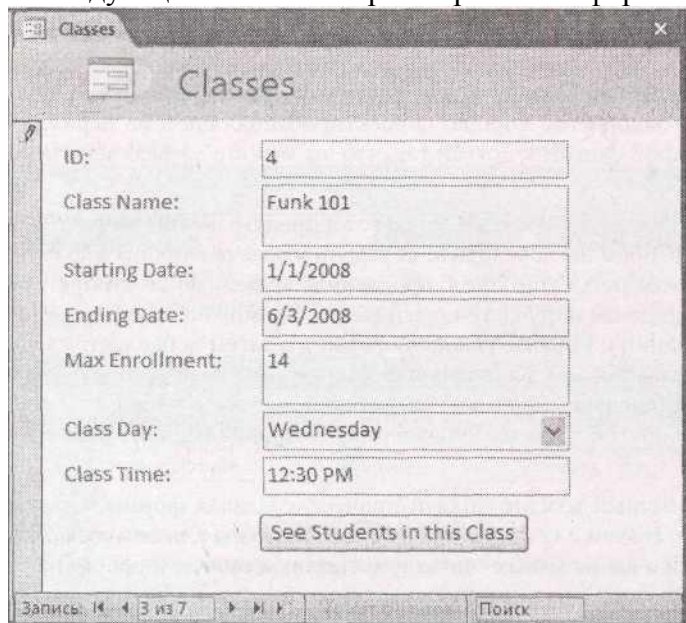 Classes
Classes
ID: 4
Class Name: Funk 101
Starting Date: 1/1/2008
Ending Date: 6/3/2008
Max Enrollment: 14
Class Day: Wednesday
Class Time: 12:30 PM
See Students in this Class
Запись: 3 из 7 Поиск